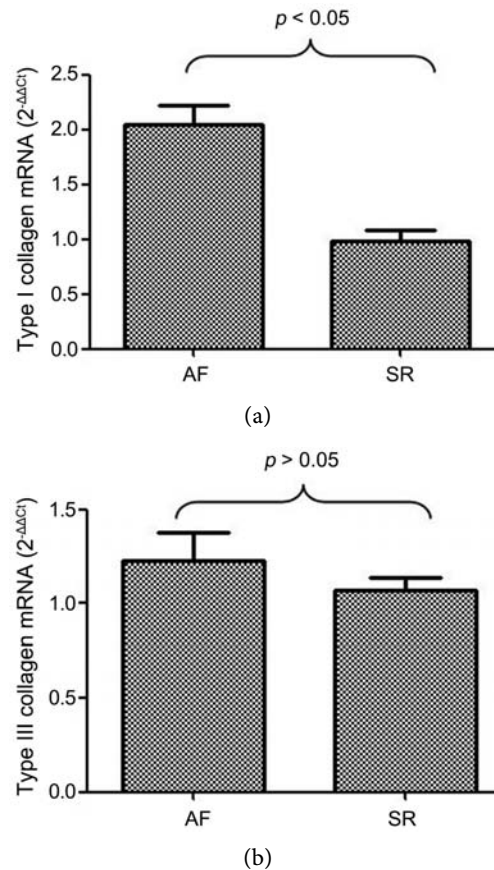 p < 0.05
Type I collagen mRNA (2-ΔΔCt)
2.5
2.0
1.5
1.0
0.5
0.0
AF SR
(a)
p > 0.05
Type III collagen mRNA (2-ΔΔCt)
1.5
1.0
0.5
0.0
AF SR
(b)